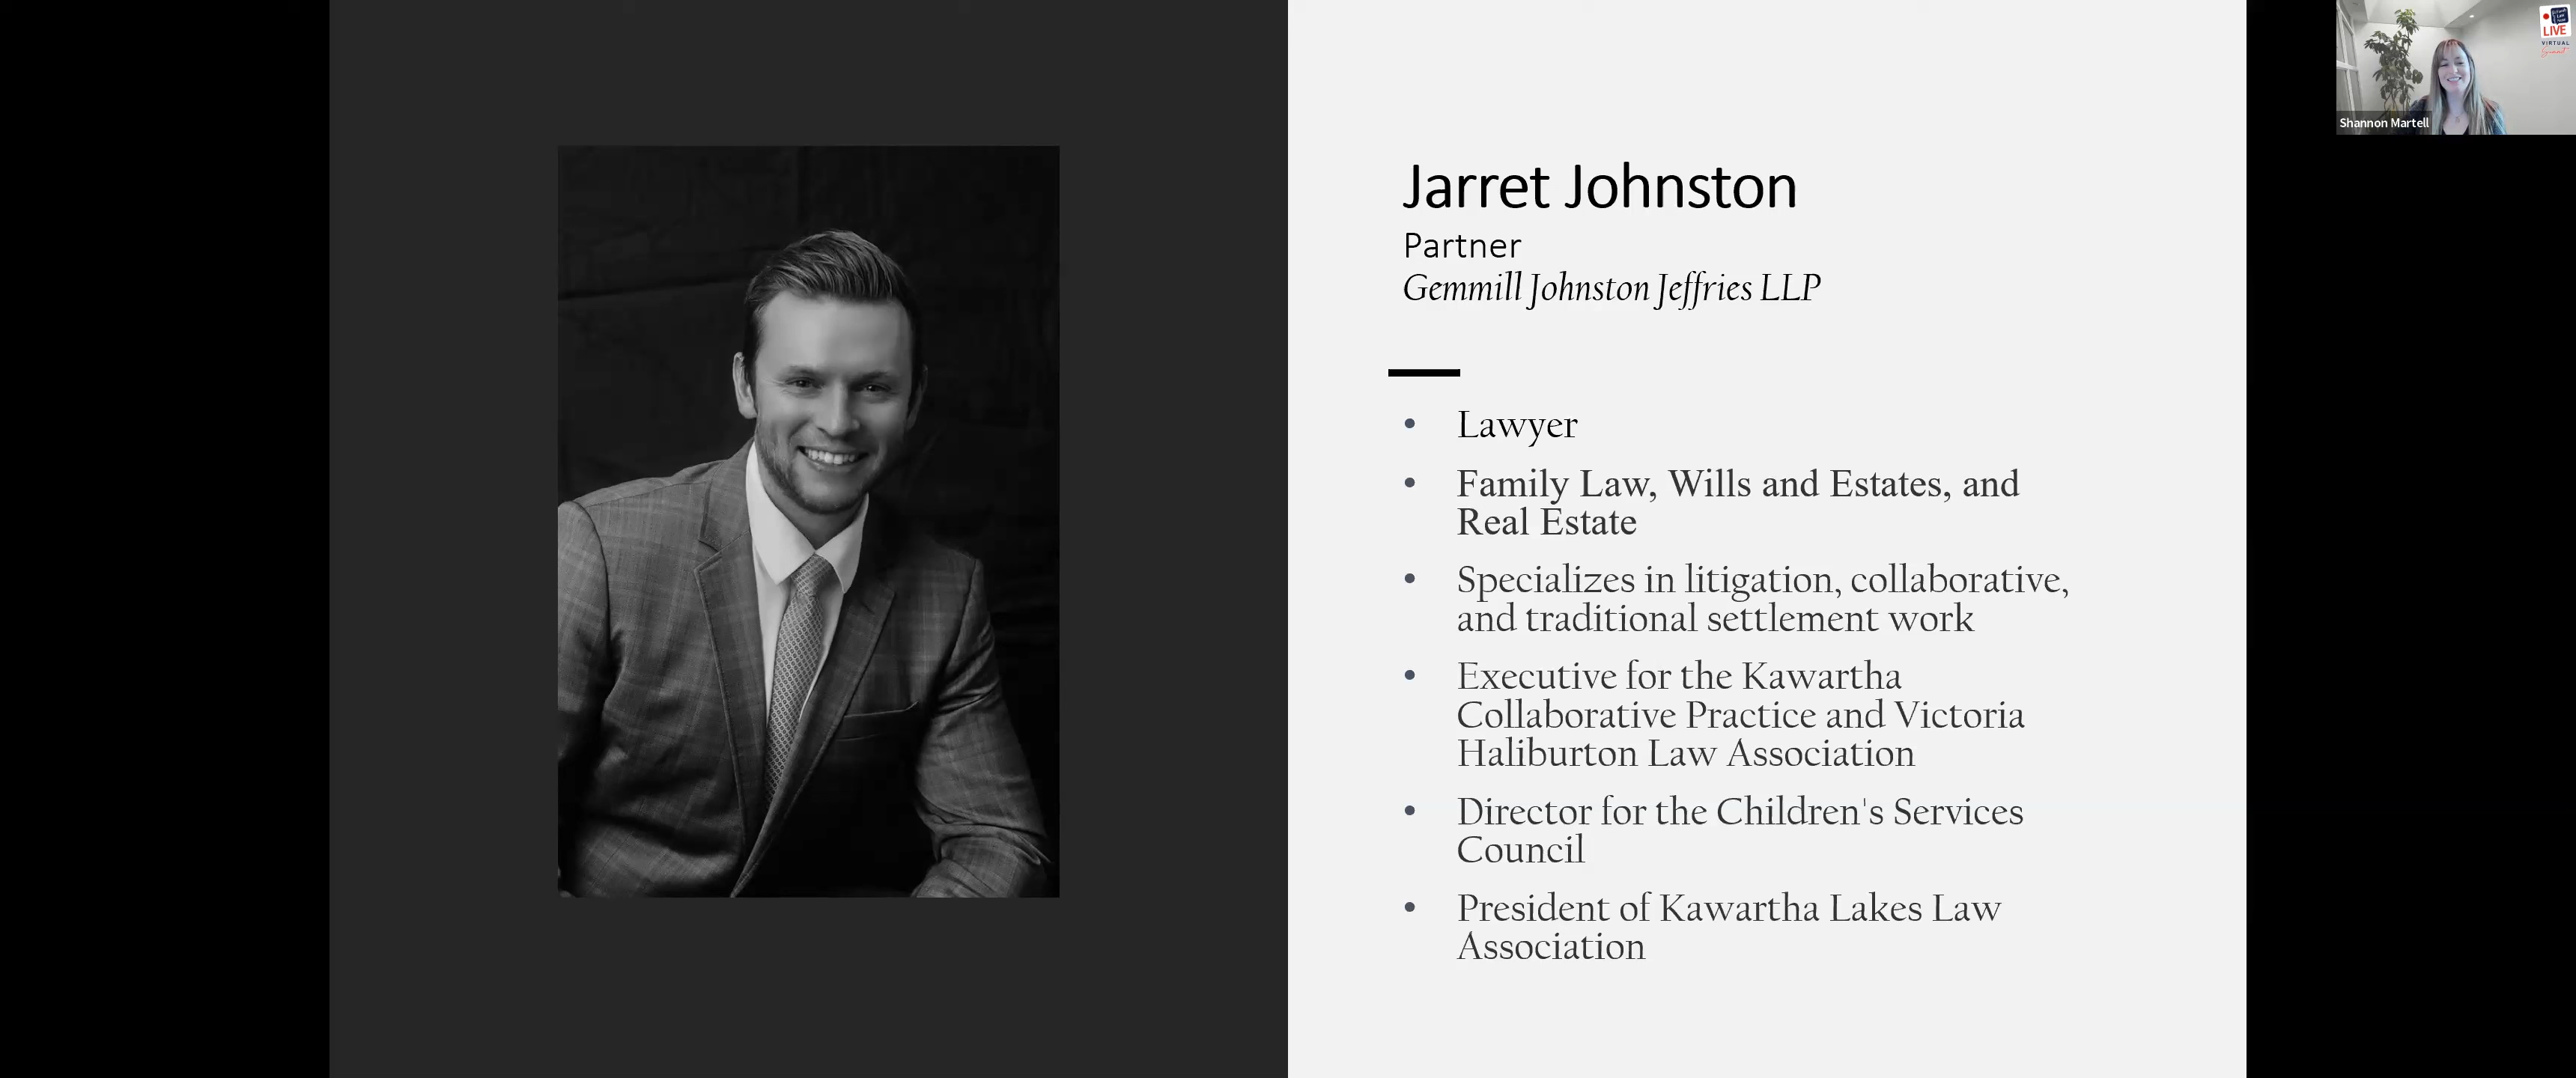 Jarret Johnston
Partner
Gemmill Johnston Jeffries LLP
• Lawyer
• Family Law, Wills and Estates, and
Real Estate
• Specializes in litigation, collaborative,
and traditional settlement work
• Executive for the Kawartha
Collaborative Practice and Victoria
Haliburton Law Association
• Director for the Children's Services
Council
• President of Kawartha Lakes Law
Association
LIVE
VIRTUAL
Shannon Martell